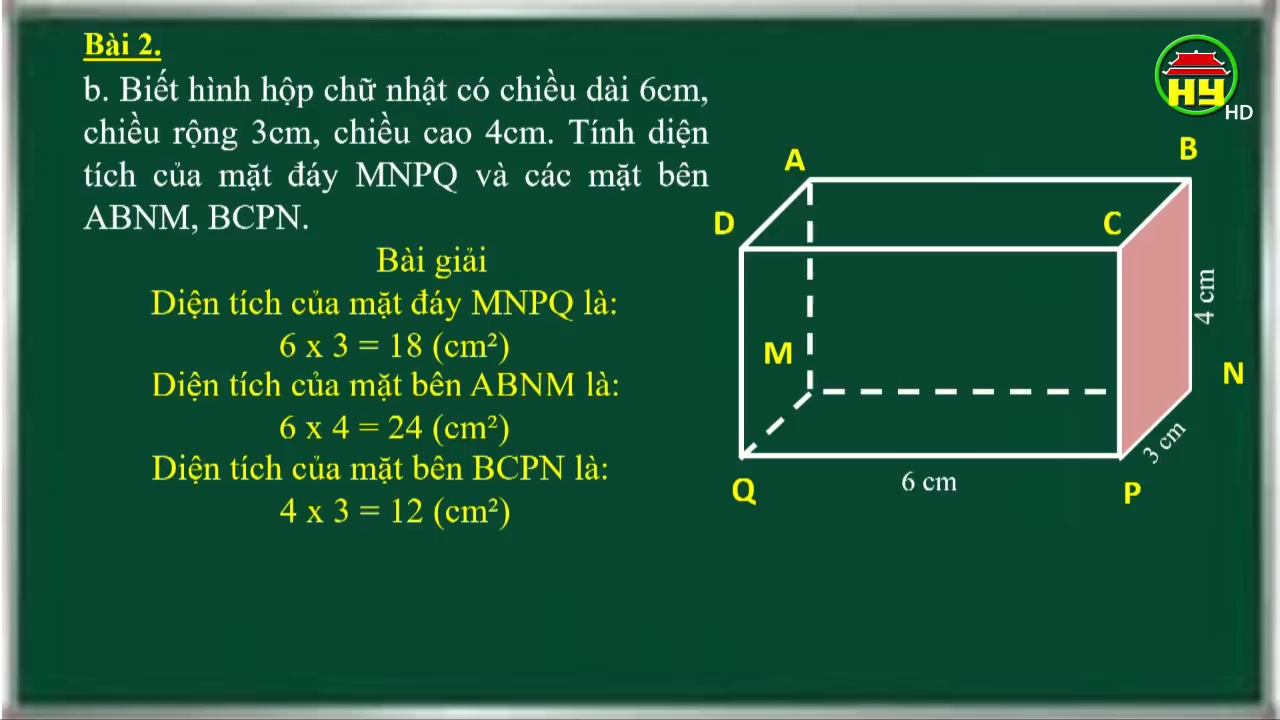 Bài 2.
b. Biết hình hộp chữ nhật có chiều dài 6cm,
chiều rộng 3cm, chiều cao 4cm. Tính diện
tích của mặt đáy MNPQ và các mặt bên
ABNM, BCPN.
Bài giải
Diện tích của mặt đáy MNPQ là:
6 x 3 = 18 (cm²)
Diện tích của mặt bên ABNM là:
6 x 4 = 24 (cm²)
Diện tích của mặt bên BCPN là:
4 x 3 = 12 (cm²)
HY
HD
A
B
D
C
4 cm
M
N
3 cm
6 cm
Q
P